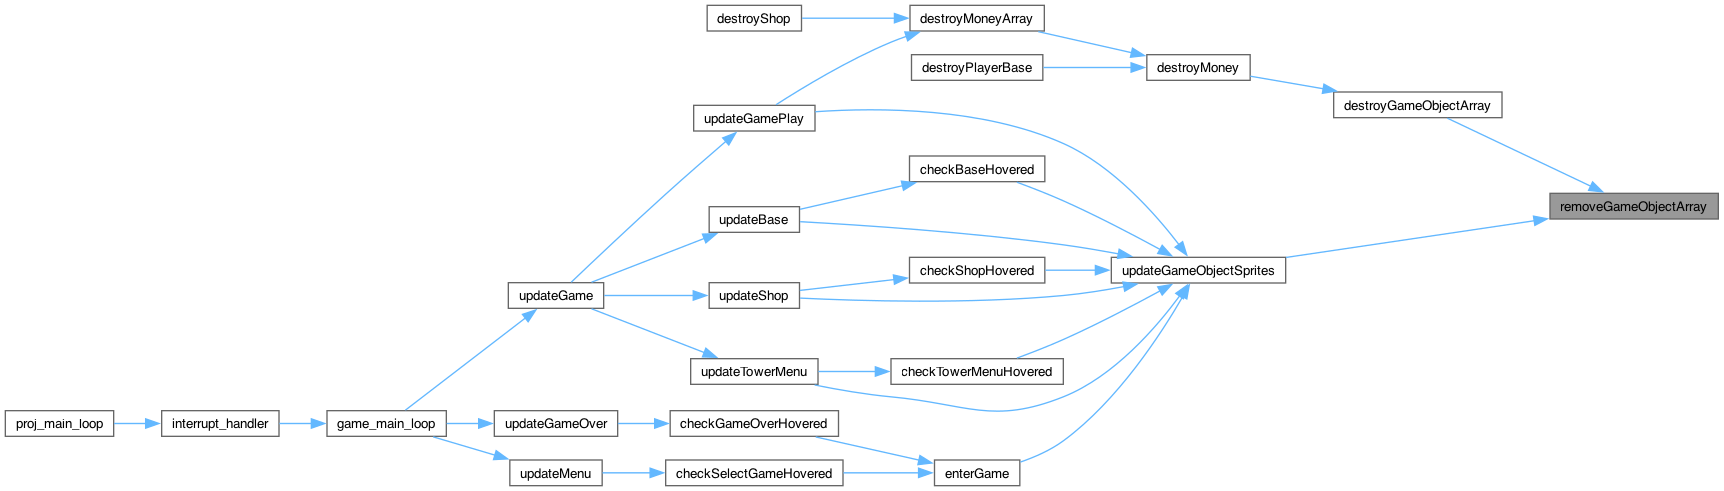 destroyShop
destroyMoneyArray
destroyPlayerBase
destroyMoney
destroyGameObjectArray
updateGamePlay
checkBaseHovered
removeGameObjectArray
updateBase
checkShopHovered
updateGameObjectSprites
updateGame
updateShop
updateTowerMenu
checkTowerMenuHovered
proj_main_loop
interrupt_handler
game_main_loop
updateGameOver
checkGameOverHovered
updateMenu
checkSelectGameHovered
enterGame